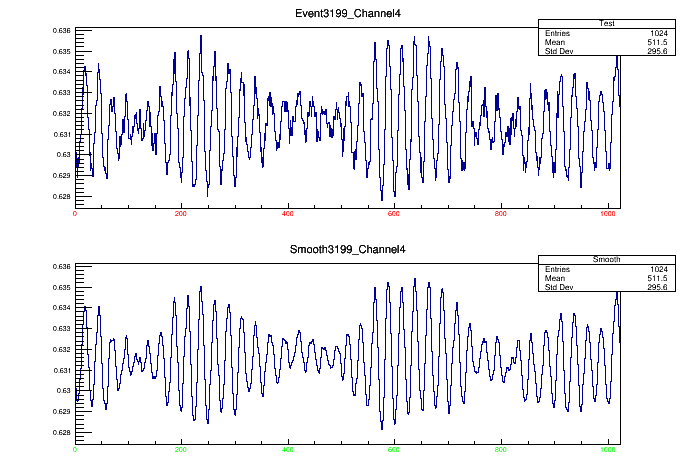 Event3199_Channel4
Test
Entries 1024
Mean 511.5
Std Dev 295.6
0.636
0.635
0.634
0.633
0.632
0.631
0.63
0.629
0.628
0 200 400 600 800 1000
Smooth3199_Channel4
Smooth
Entries 1024
Mean 511.5
Std Dev 295.6
0.636
0.635
0.634
0.633
0.632
0.631
0.63
0.629
0.628
0 200 400 600 800 1000